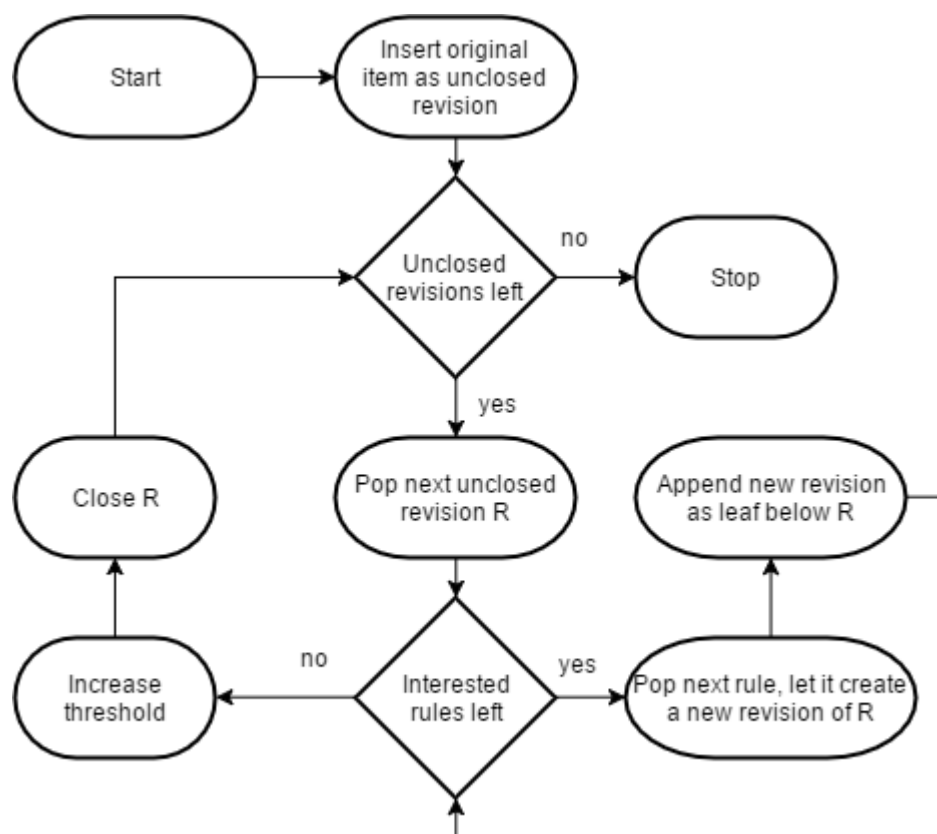 Start
Insert original
item as unclosed
revision
Unclosed
revisions left
no
Stop
yes
Close R
Pop next unclosed
revision R
Append new revision
as leaf below R
Increase
threshold
no
Interested
rules left
yes
Pop next rule, let it create
a new revision of R